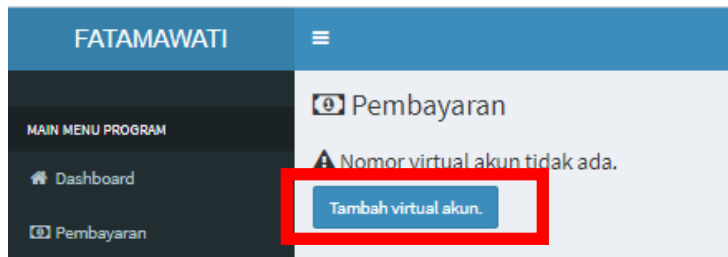 FATAMAWATI
MAIN MENU PROGRAM
Dashboard
Pembayaran
Pembayaran
Nomor virtual akun tidak ada.
Tambah virtual akun.